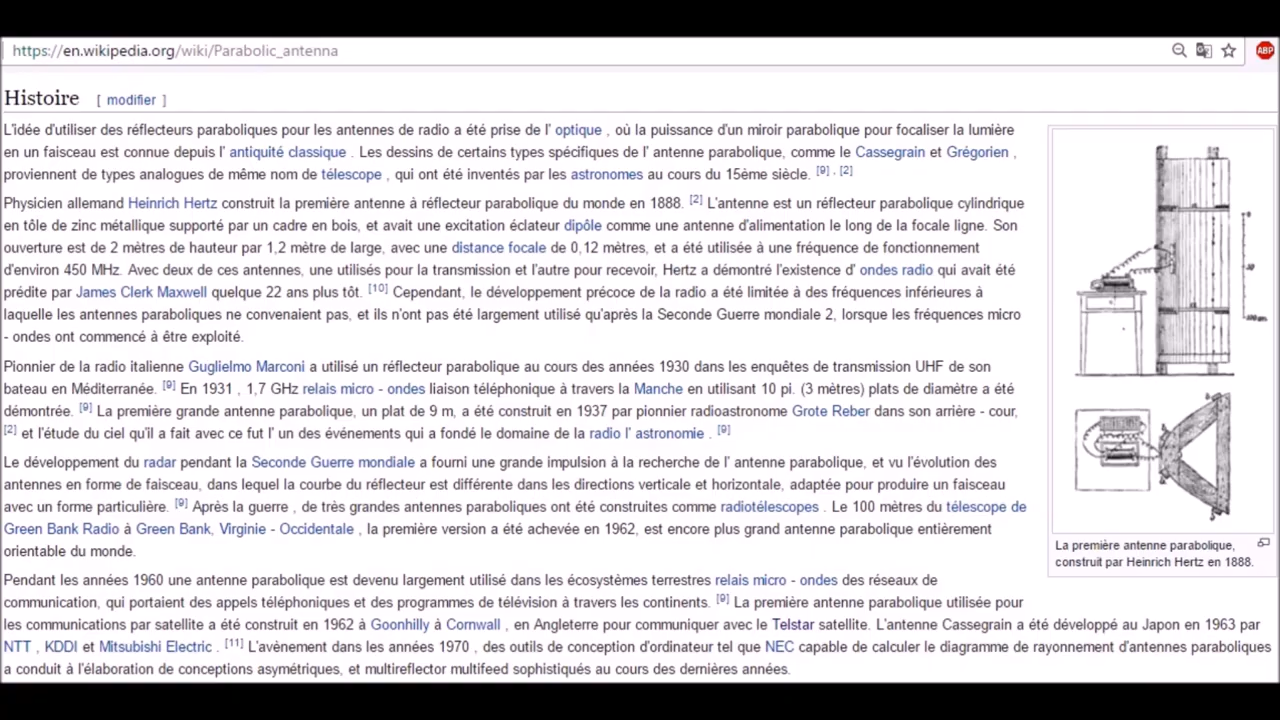 https://en.wikipedia.org/wiki/Parabolic_antenna
ABP
Histoire [ modifier ]
L'idée d'utiliser des réflecteurs paraboliques pour les antennes de radio a été prise de l' optique , où la puissance d'un miroir parabolique pour focaliser la lumière
en un faisceau est connue depuis l' antiquité classique . Les dessins de certains types spécifiques de l' antenne parabolique, comme le Cassegrain et Grégorien ,
proviennent de types analogues de même nom de télescope , qui ont été inventés par les astronomes au cours du 15ème siècle. [9] . [2]
Physicien allemand Heinrich Hertz construit la première antenne à réflecteur parabolique du monde en 1888. [2] L'antenne est un réflecteur parabolique cylindrique
en tôle de zinc métallique supporté par un cadre en bois, et avait une excitation éclateur dipôle comme une antenne d'alimentation le long de la focale ligne. Son
ouverture est de 2 mètres de hauteur par 1,2 mètre de large, avec une distance focale de 0,12 mètres, et a été utilisée à une fréquence de fonctionnement
d'environ 450 MHz. Avec deux de ces antennes, une utilisés pour la transmission et l'autre pour recevoir, Hertz a démontré l'existence d' ondes radio qui avait été
prédite par James Clerk Maxwell quelque 22 ans plus tôt. [10] Cependant, le développement précoce de la radio a été limitée à des fréquences inférieures à
laquelle les antennes paraboliques ne convenaient pas, et ils n'ont pas été largement utilisé qu'après la Seconde Guerre mondiale 2, lorsque les fréquences micro
- ondes ont commencé à être exploité.
Pionnier de la radio italienne Guglielmo Marconi a utilisé un réflecteur parabolique au cours des années 1930 dans les enquêtes de transmission UHF de son
bateau en Méditerranée. [9] En 1931 , 1,7 GHz relais micro - ondes liaison téléphonique à travers la Manche en utilisant 10 pi. (3 mètres) plats de diamètre a été
démontrée. [9] La première grande antenne parabolique, un plat de 9 m, a été construit en 1937 par pionnier radioastronome Grote Reber dans son arrière - cour,
[2] et l'étude du ciel qu'il a fait avec ce fut l' un des événements qui a fondé le domaine de la radio l' astronomie . [9]
Le développement du radar pendant la Seconde Guerre mondiale a fourni une grande impulsion à la recherche de l' antenne parabolique, et vu l'évolution des
antennes en forme de faisceau, dans lequel la courbe du réflecteur est différente dans les directions verticale et horizontale, adaptée pour produire un faisceau
avec un forme particulière. [9] Après la guerre , de très grandes antennes paraboliques ont été construites comme radiotélescopes . Le 100 mètres du télescope de
Green Bank Radio à Green Bank, Virginie - Occidentale , la première version a été achevée en 1962, est encore plus grand antenne parabolique entièrement
orientable du monde.
Pendant les années 1960 une antenne parabolique est devenu largement utilisé dans les écosystèmes terrestres relais micro - ondes des réseaux de
communication, qui portaient des appels téléphoniques et des programmes de télévision à travers les continents. [9] La première antenne parabolique utilisée pour
les communications par satellite a été construit en 1962 à Goonhilly à Cornwall , en Angleterre pour communiquer avec le Telstar satellite. L'antenne Cassegrain a été développé au Japon en 1963 par
NTT , KDDI et Mitsubishi Electric . [11] L'avènement dans les années 1970 , des outils de conception d'ordinateur tel que NEC capable de calculer le diagramme de rayonnement d'antennes paraboliques
a conduit à l'élaboration de conceptions asymétriques, et multireflector multifeed sophistiqués au cours des dernières années.
La première antenne parabolique,
construit par Heinrich Hertz en 1888.